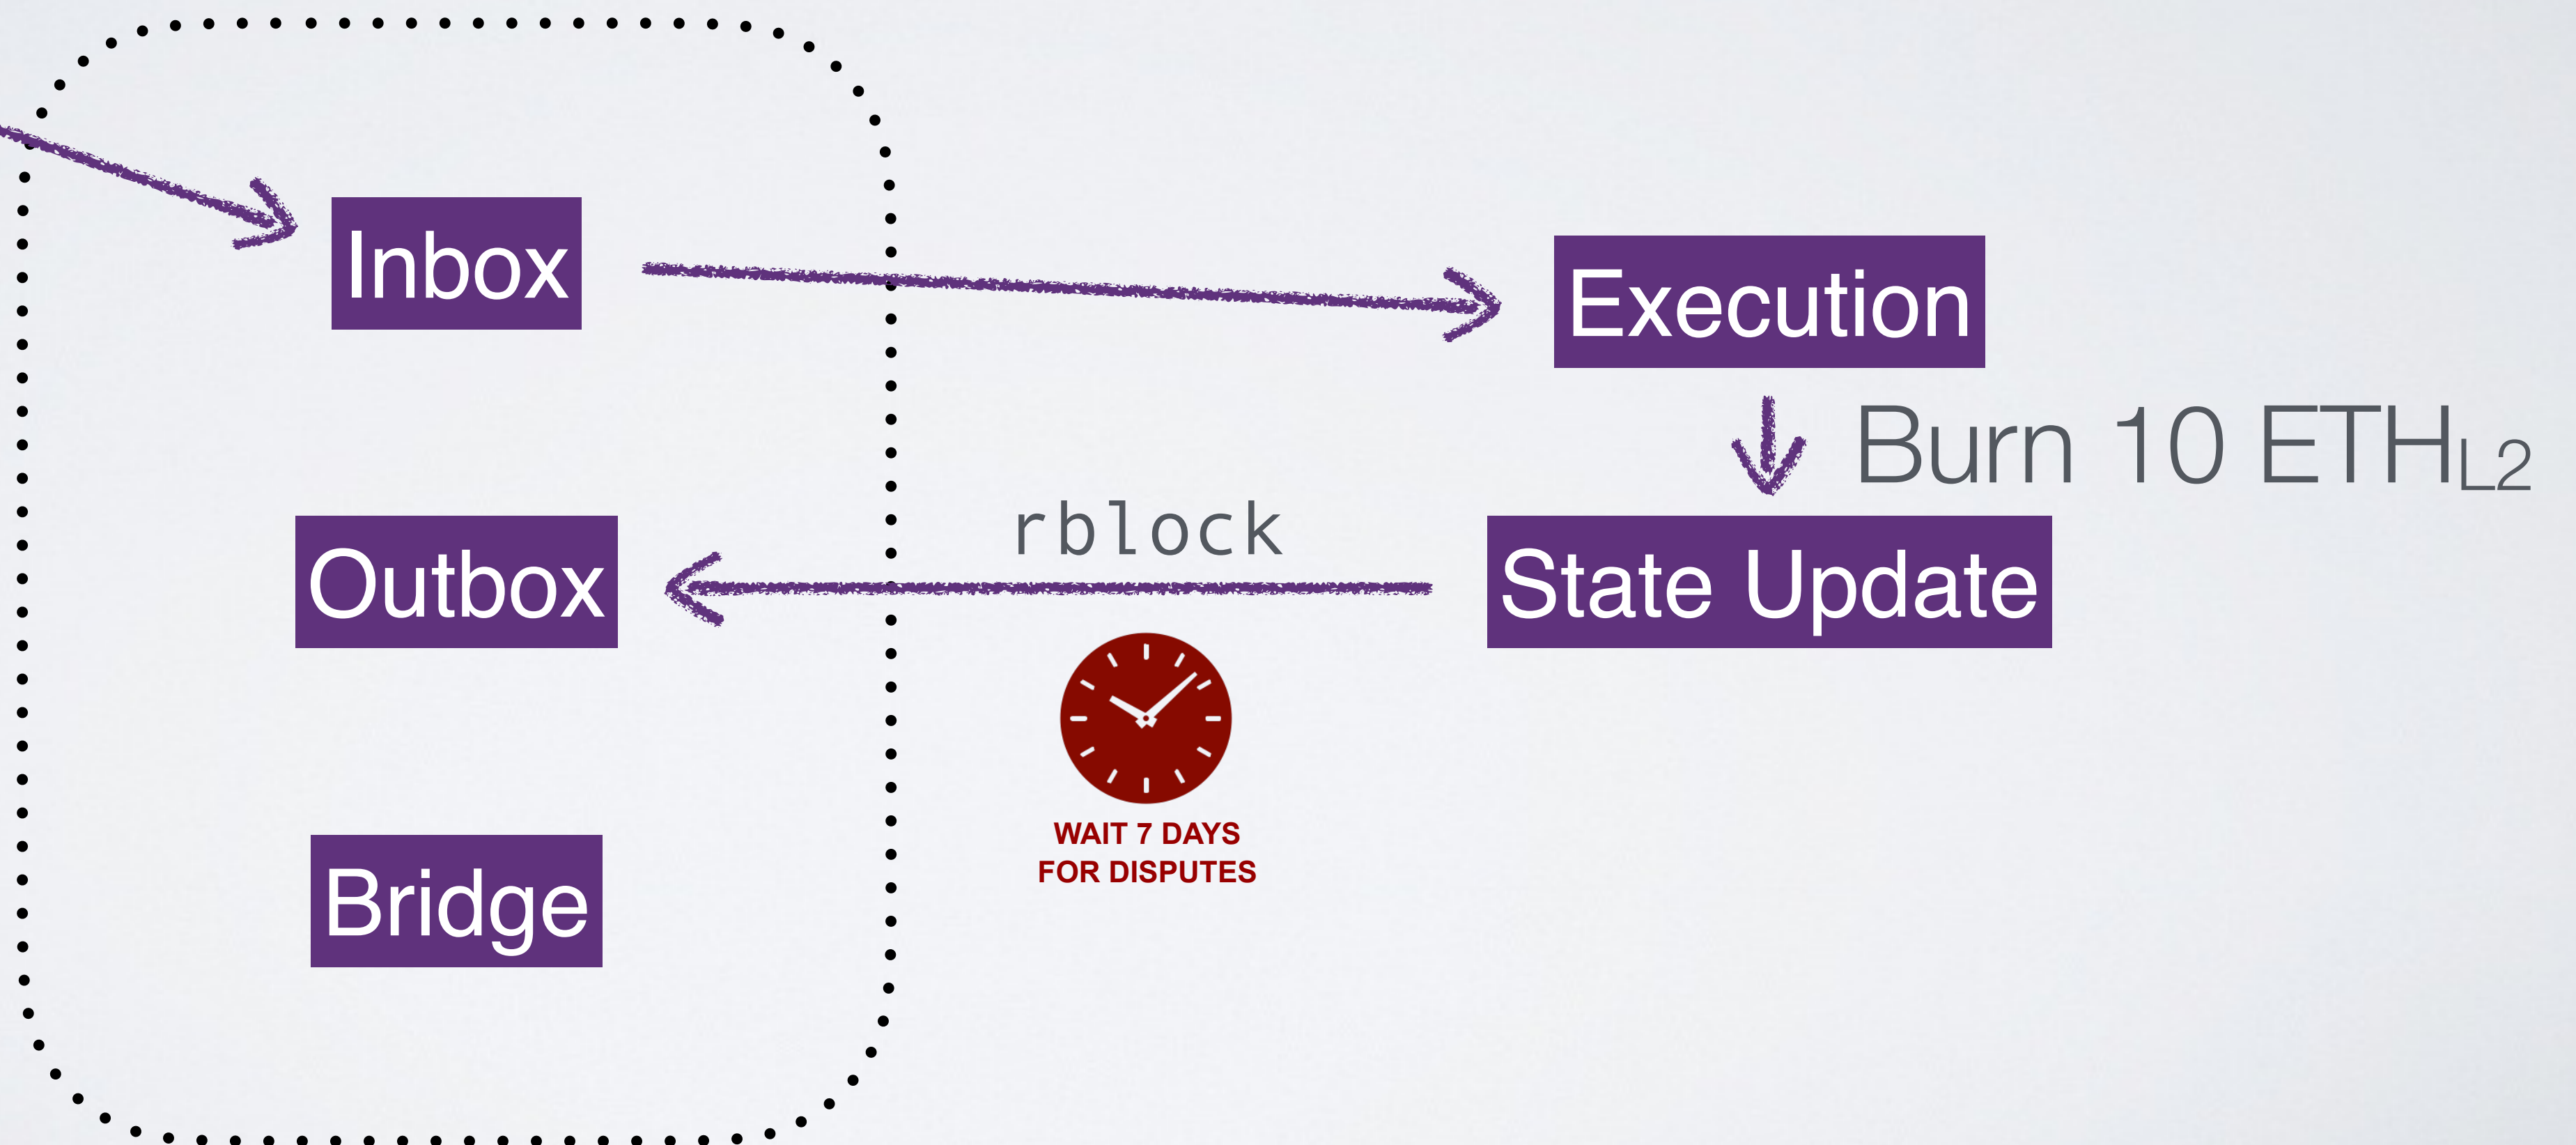 Inbox
Execution
Burn 10 ETHL2
rblock
Outbox
State Update
WAIT 7 DAYS
FOR DISPUTES
Bridge